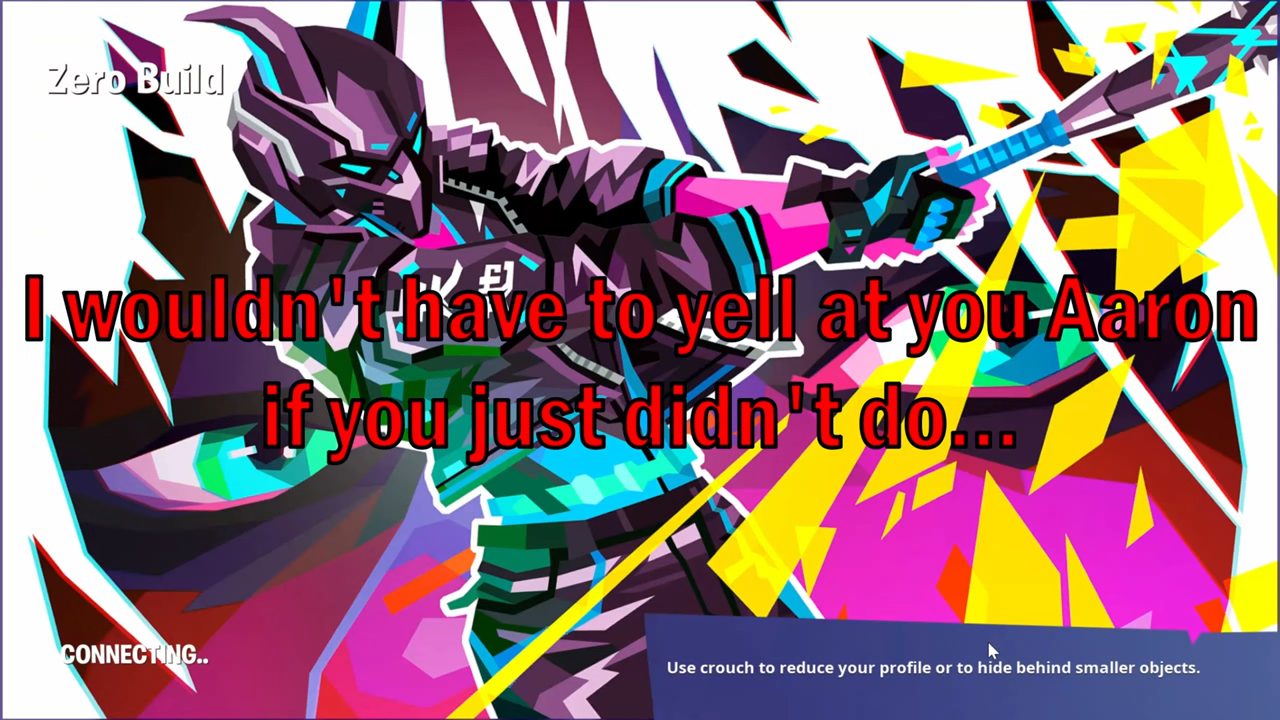 Zero Build
I wouldn't have to yell at you Aaron
if you just didn't do...
CONNECTING..
Use crouch to reduce your profile or to hide behind smaller objects.